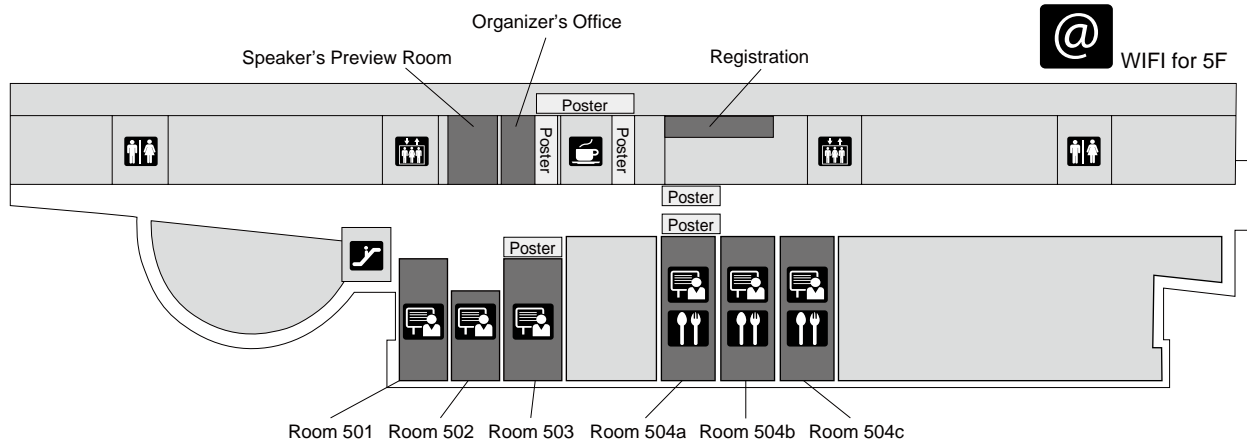 Organizer's Office
Speaker's Preview Room
Registration
@
WIFI for 5F
Poster
Poster
Poster
Poster
Poster
Poster
Room 501
Room 502
Room 503
Room 504a
Room 504b
Room 504c